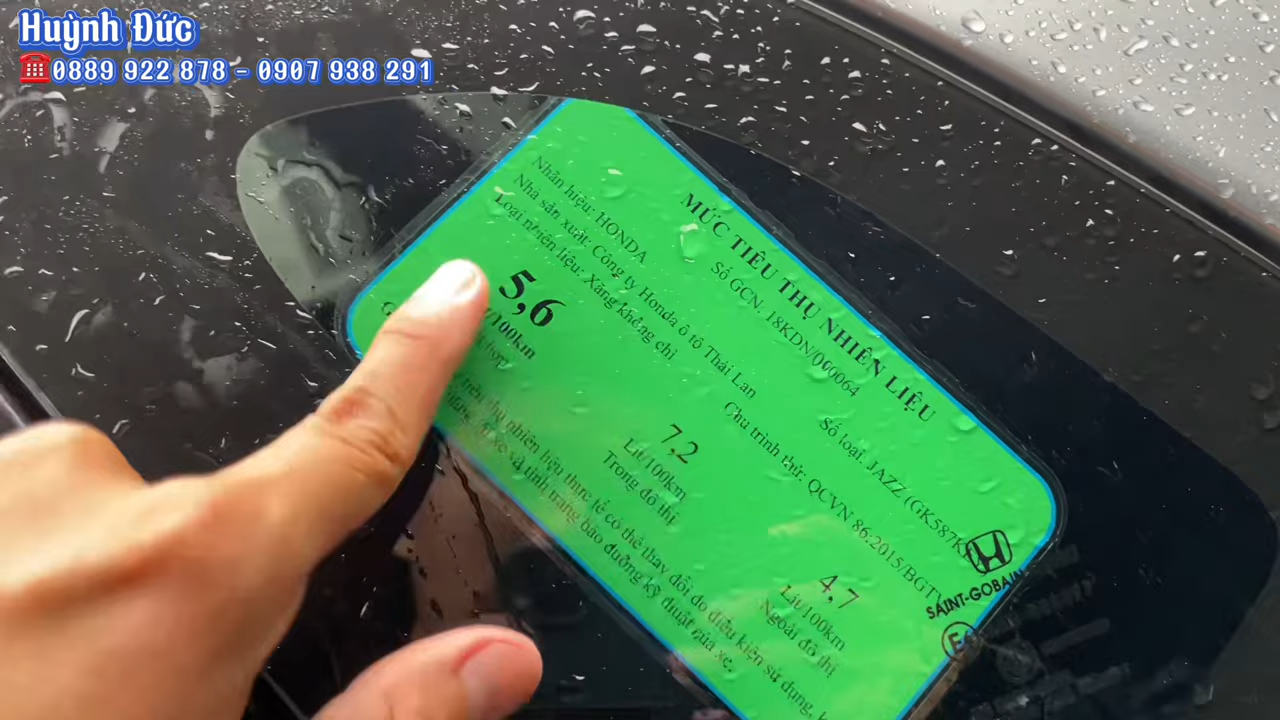 Huỳnh Đức
☎0889 922 878 - 0907 938 291
MỨC TIÊU THỤ NHIÊN LIỆU
Số GCN: 18KDN/000064
Nhãn hiệu: HONDA
Số loại: JAZZ (GK587K
Nhà sản xuất: Công ty Honda ô tô Thái Lan
Loại nhiên liệu: Xăng không chì
Chu trình thử: QCVN 86:2015/BGTV
5,6
/100km
hợp
7,2
Lít/100km
Trong đô thị
4,7
Lít/100km
Ngoài đô thị
thụ nhiên liệu thực tế có thể thay đổi do điều kiện sử dụng,
xe và tình trạng bảo dưỡng kỹ thuật của xe.
SAINT-GOBAIN